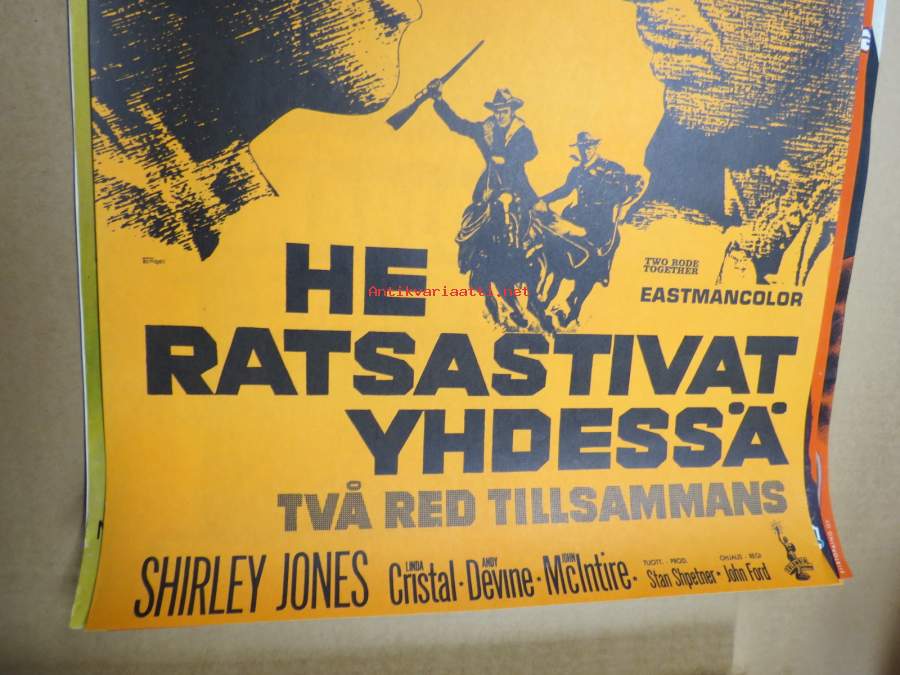 TWO RODE
TOGETHER
EASTMANCOLOR
HE
Antikvariaatti.net
RATSASTIVAT
YHDESSÄ
TVÅ RED TILLSAMMANS
SHIRLEY JONES LINDA Cristal · ANDY Devine · JOHN McIntire · TUOTT. - PROD. Stan Shpetner · OHJAUS - REGI John Ford